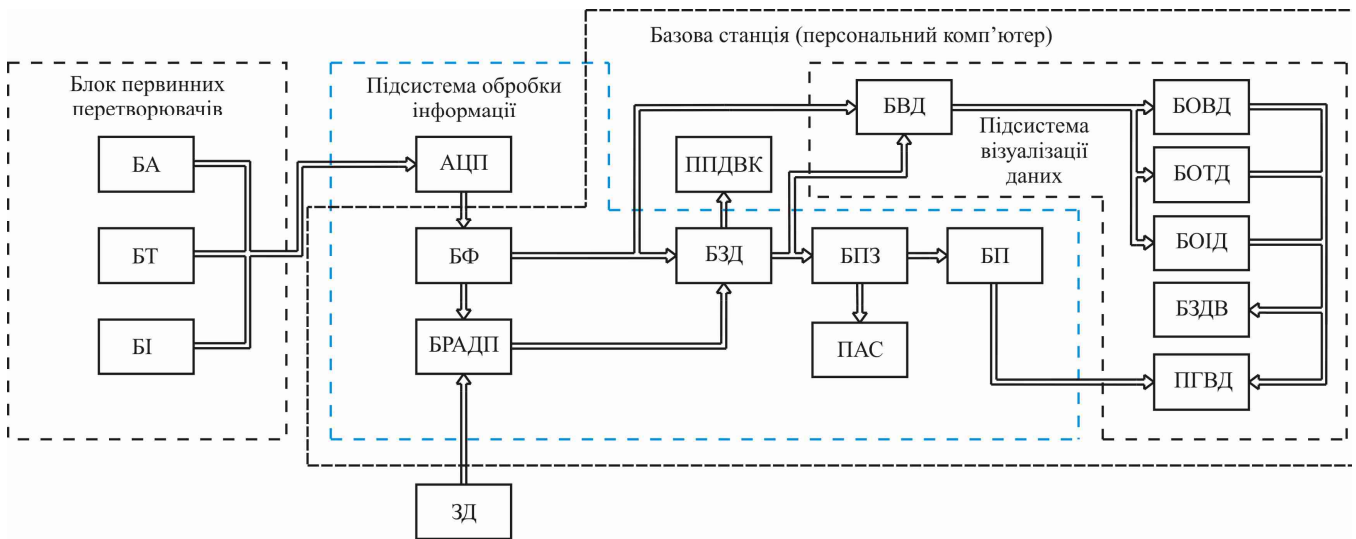 Базова станція (персональний комп’ютер)
Блок первинних
перетворювачів
Підсистема обробки
інформації
БВД
БОВД
Підсистема
візуалізації
даних
БА
АЦП
ППДВК
БОТД
БТ
БФ
БЗД
БПЗ
БП
БОІД
БЗДВ
БІ
БРАДП
ПАС
ПГВД
ЗД